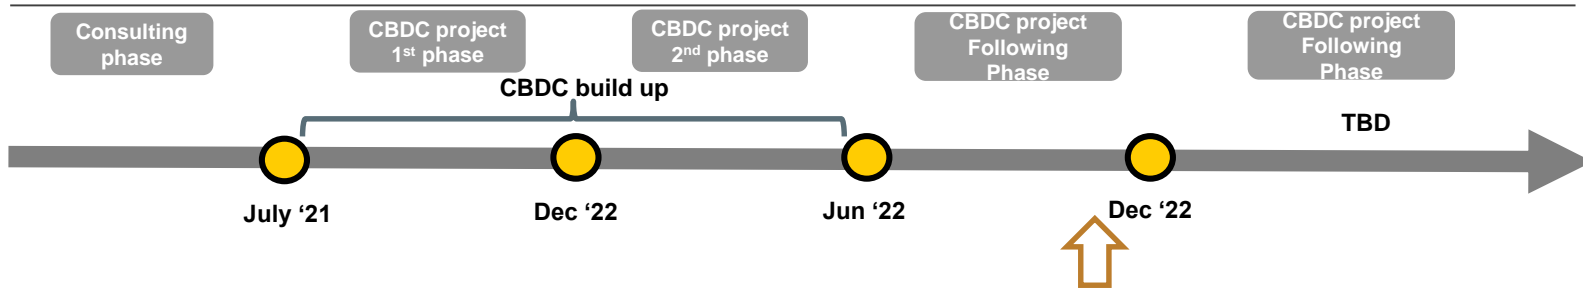 Consulting
phase
CBDC project
1st phase
CBDC project
2nd phase
CBDC project
Following
Phase
CBDC project
Following
Phase
CBDC build up
TBD
July ‘21
Dec ‘22
Jun ‘22
Dec ‘22